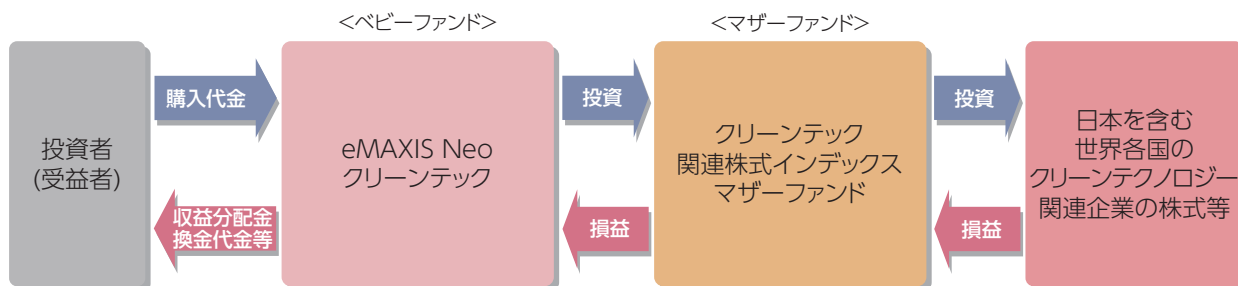 <ベビーファンド>
<マザーファンド>
投資者
(受益者)
購入代金
収益分配金
換金代金等
eMAXIS Neo
クリーンテック
投資
損益
クリーンテック
関連株式インデックス
マザーファンド
投資
損益
日本を含む
世界各国の
クリーンテクノロジー
関連企業の株式等